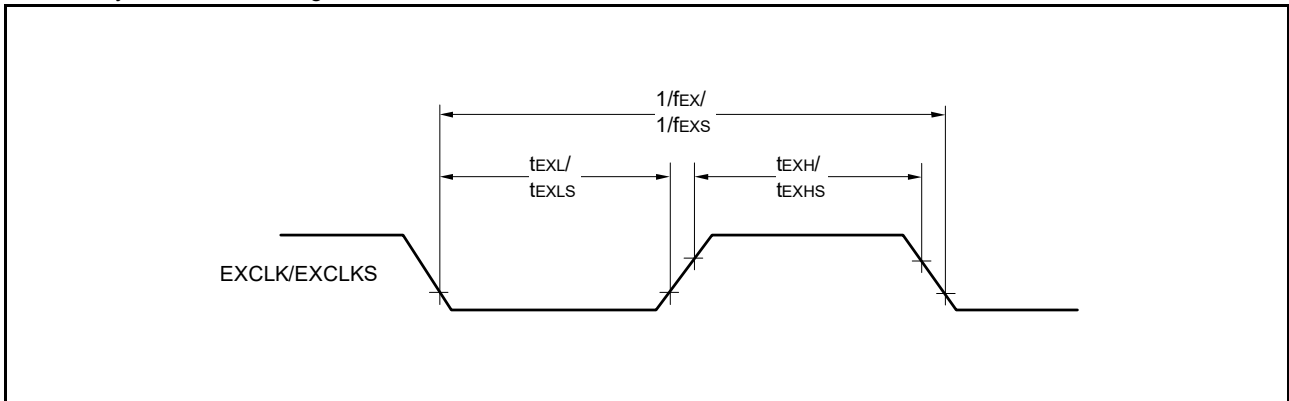 1/fEX/
1/fEXS
tEXL/
tEXLS
tEXH/
tEXHS
EXCLK/EXCLKS